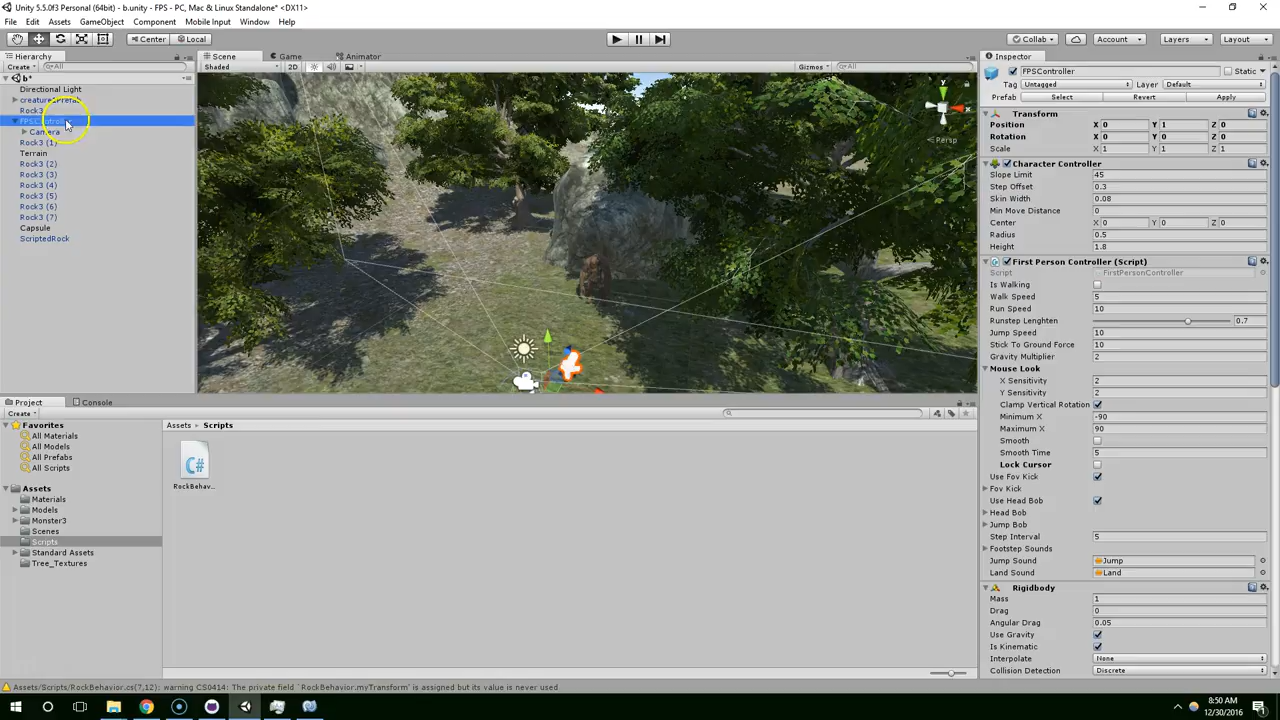 Unity 5.5.0f3 Personal (64bit) - b.unity - FPS - PC, Mac & Linux Standalone* <DX11>
File Edit Assets GameObject Component Mobile Input Window Help
Center Local Collab Account Layers Layout
Hierarchy
Create All
b*
Directional Light
Rock3
FPSController
Camera
Rock3 (1)
Terrain
Rock3 (2)
Rock3 (3)
Rock3 (4)
Rock3 (5)
Rock3 (6)
Rock3 (7)
Capsule
ScriptedRock
Scene Game Animator
Shaded 2D Gizmos All
y
x
Persp
Inspector
FPSController Static
Tag Untagged Layer Default
Prefab Select Revert Apply
Transform
Position X 0 Y 1 Z 0
Rotation X 0 Y 0 Z 0
Scale X 1 Y 1 Z 1
Character Controller
Slope Limit 45
Step Offset 0.3
Skin Width 0.08
Min Move Distance 0
Center X 0 Y 0 Z 0
Radius 0.5
Height 1.8
First Person Controller (Script)
Script FirstPersonController
Is Walking
Walk Speed 5
Run Speed 10
Runstep Lenghten 0.7
Jump Speed 10
Stick To Ground Force 10
Gravity Multiplier 2
Mouse Look
X Sensitivity 2
Y Sensitivity 2
Clamp Vertical Rotation
Minimum X -90
Maximum X 90
Smooth
Smooth Time 5
Lock Cursor
Use Fov Kick
Fov Kick
Use Head Bob
Head Bob
Jump Bob
Step Interval 5
Footstep Sounds
Jump Sound Jump
Land Sound Land
Rigidbody
Mass 1
Drag 0
Angular Drag 0.05
Use Gravity
Is Kinematic
Interpolate None
Collision Detection Discrete
Project Console
Create
Favorites
All Materials
All Models
All Prefabs
All Scripts
Assets
Materials
Models
Monster3
Scenes
Scripts
Standard Assets
Tree_Textures
Assets ▸ Scripts
C#
RockBehav...
Assets/Scripts/RockBehavior.cs(7,12): warning CS0414: The private field `RockBehavior.myTransform' is assigned but its value is never used
8:50 AM
12/30/2016